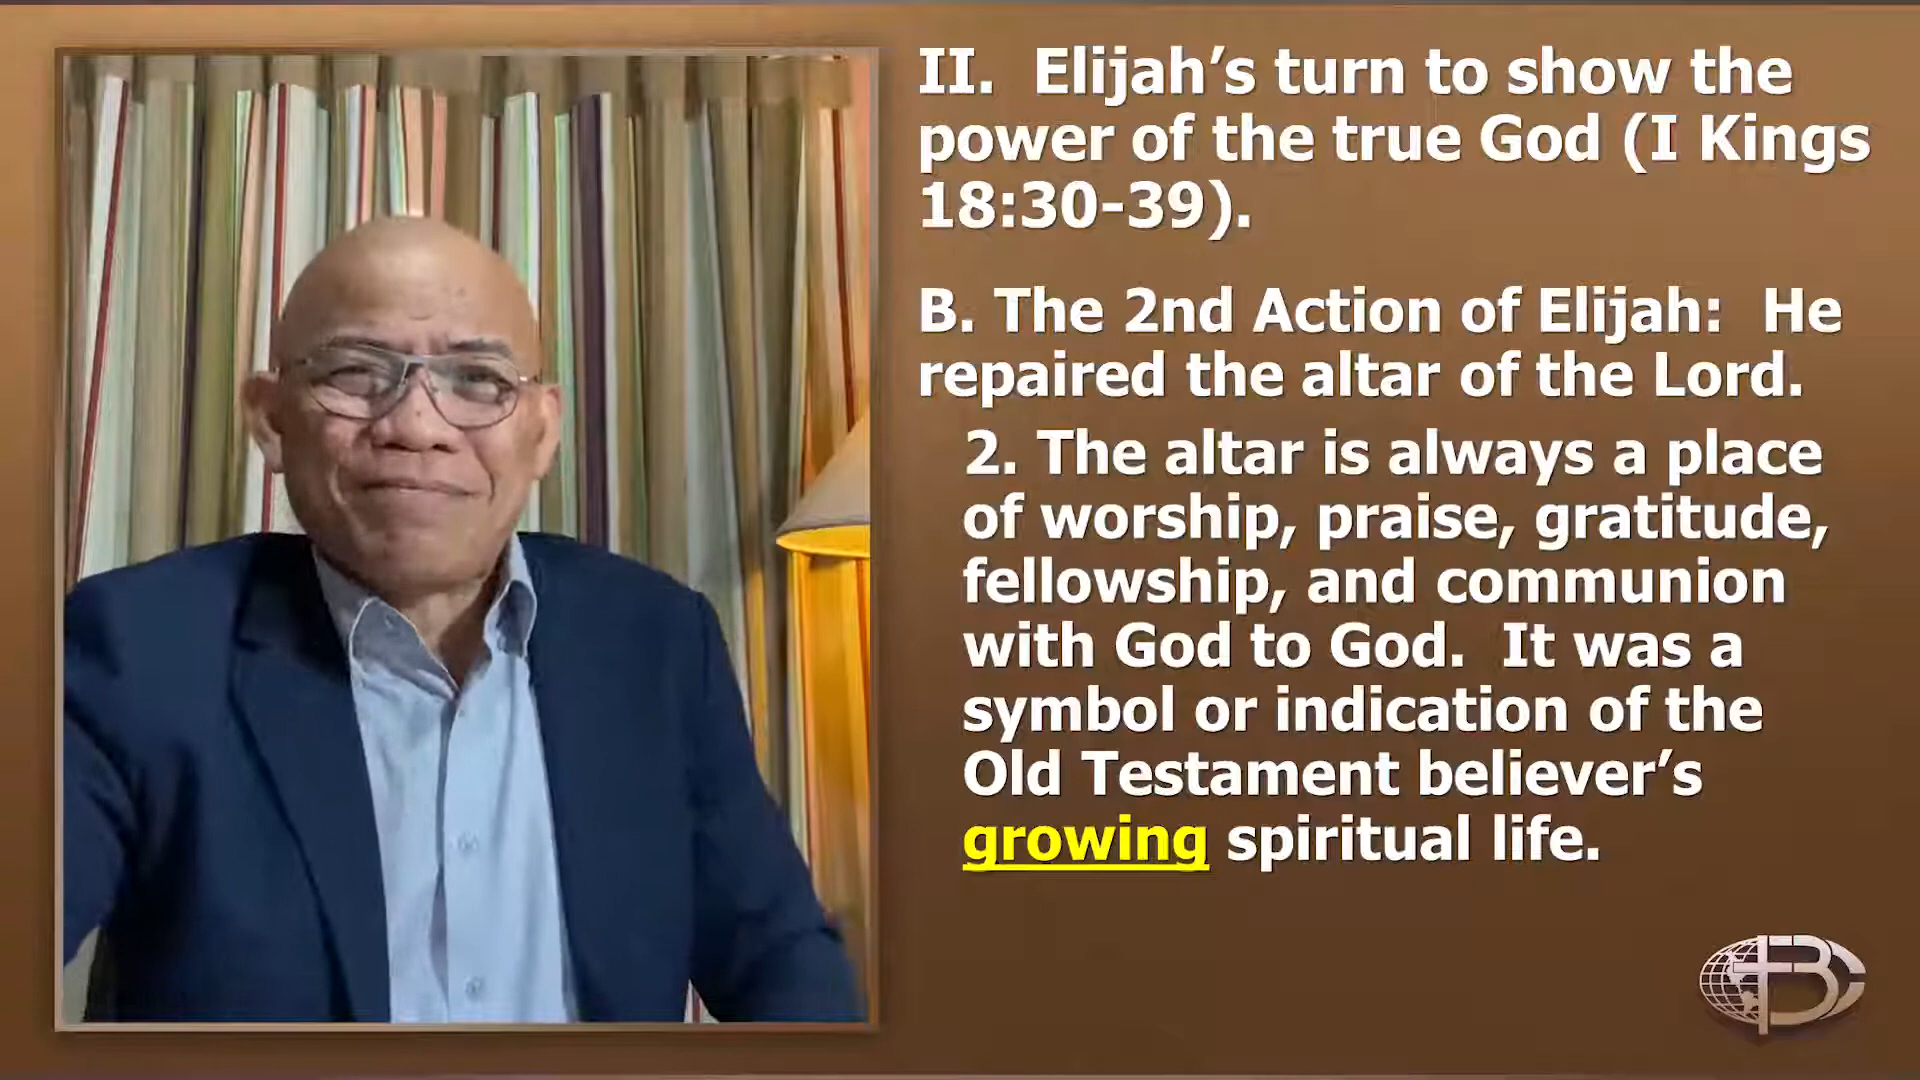 II.  Elijah’s turn to show the
power of the true God (I Kings
18:30-39).
B. The 2nd Action of Elijah:  He
repaired the altar of the Lord.
2. The altar is always a place
of worship, praise, gratitude,
fellowship, and communion
with God to God.  It was a
symbol or indication of the
Old Testament believer’s
growing spiritual life.
BC